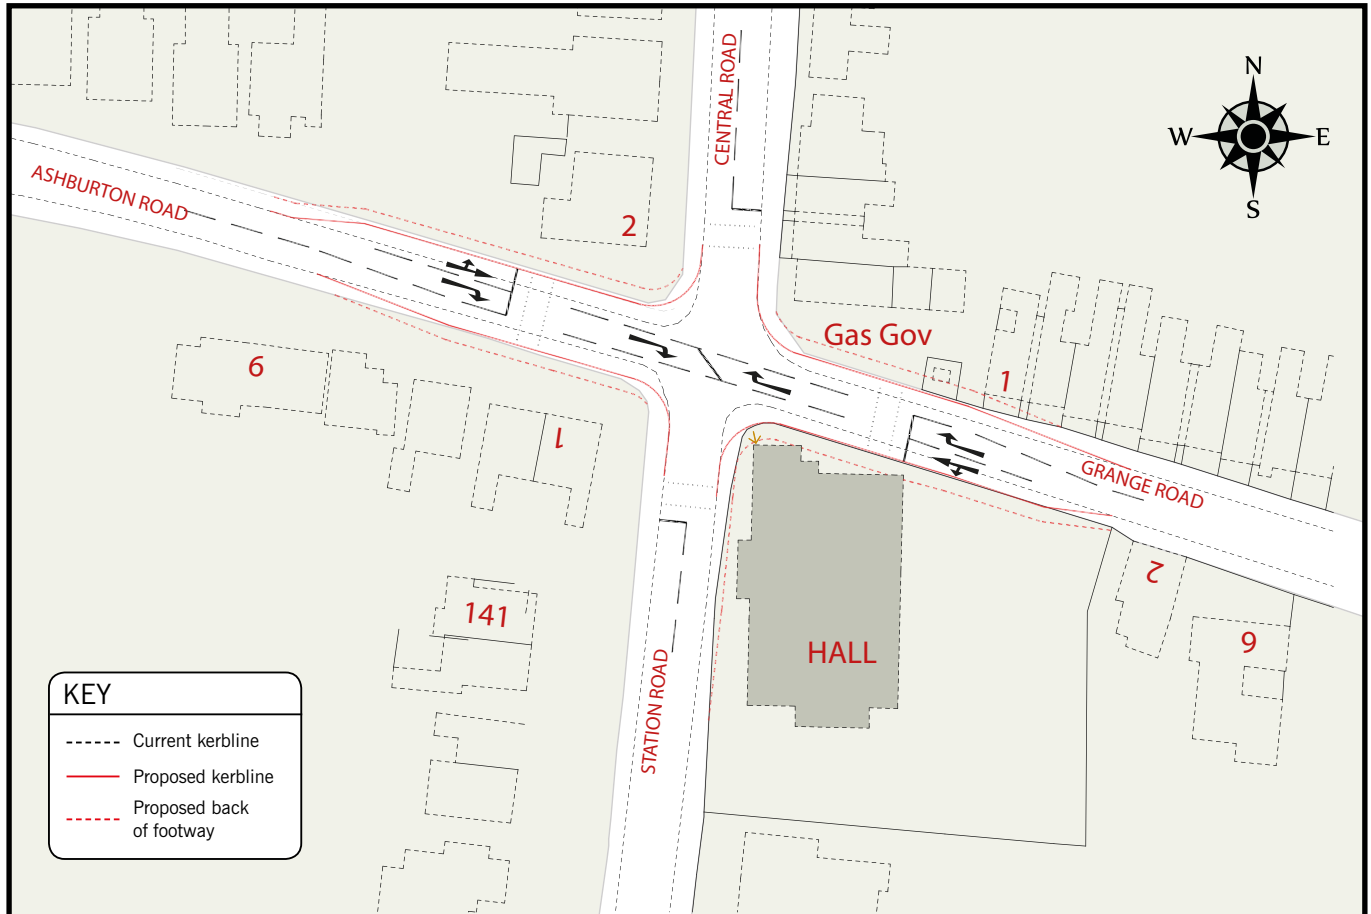 CENTRAL ROAD
N
W
E
S
ASHBURTON ROAD
2
Gas Gov
6
1
1
GRANGE ROAD
2
9
141
HALL
STATION ROAD
KEY
Current kerbline
Proposed kerbline
Proposed back
of footway